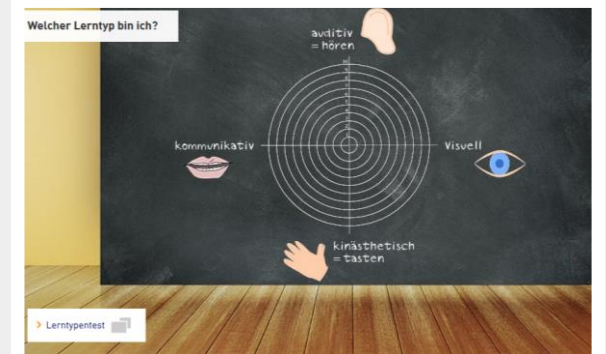 Welcher Lerntyp bin ich?
auditiv
= hören
kommunikativ
Visuell
kinästhetisch
= tasten
> Lerntypentest